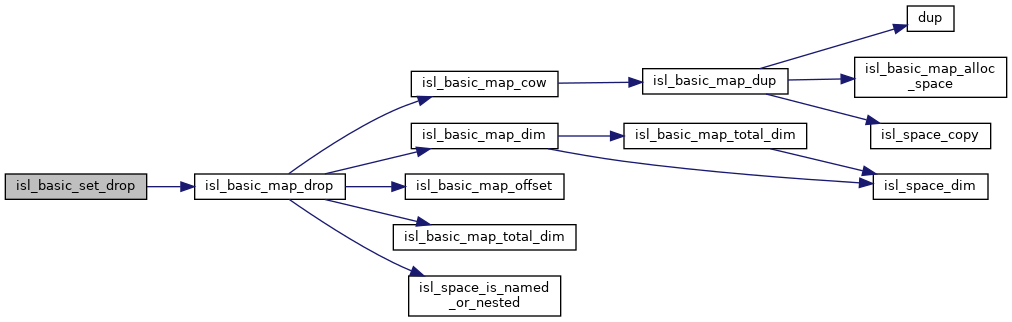 dup
isl_basic_map_cow
isl_basic_map_dup
isl_basic_map_alloc
_space
isl_basic_map_dim
isl_basic_map_total_dim
isl_space_copy
isl_basic_set_drop
isl_basic_map_drop
isl_basic_map_offset
isl_space_dim
isl_basic_map_total_dim
isl_space_is_named
_or_nested